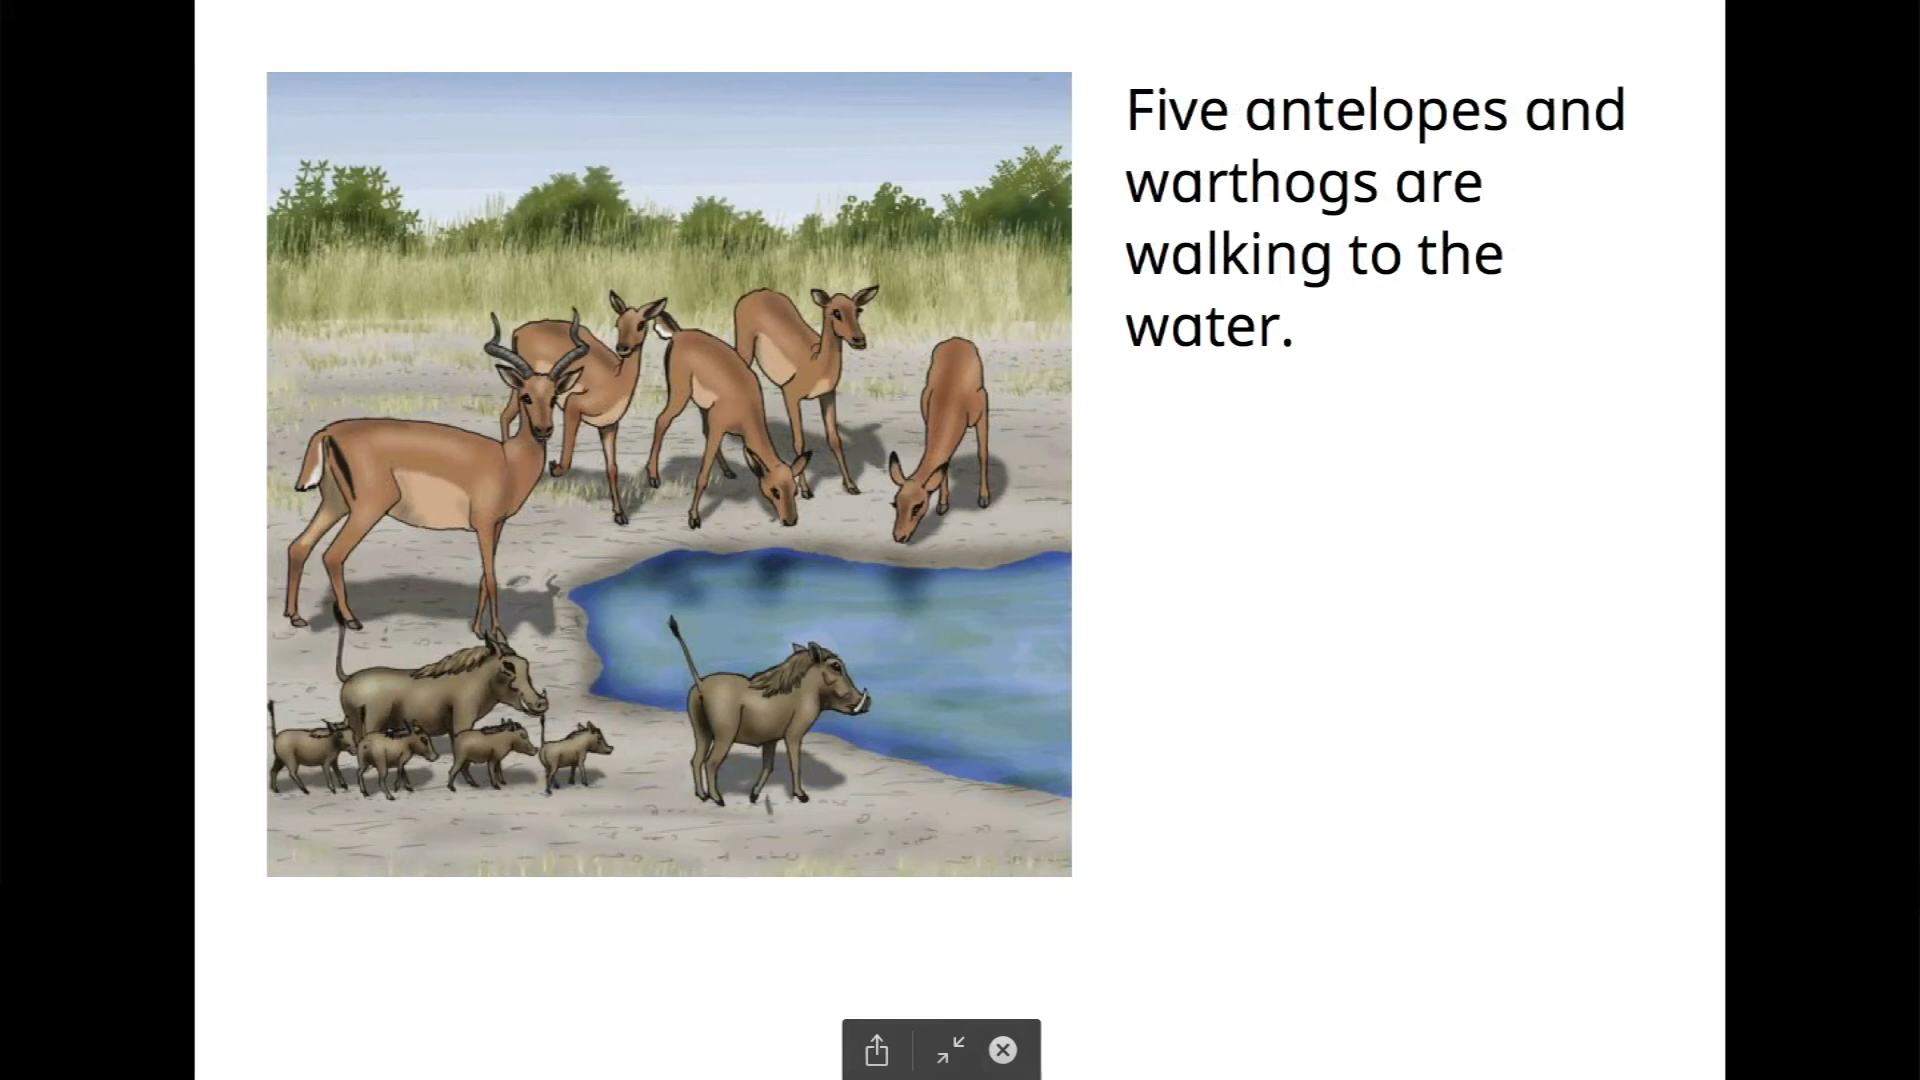 Five antelopes and
warthogs are
walking to the
water.